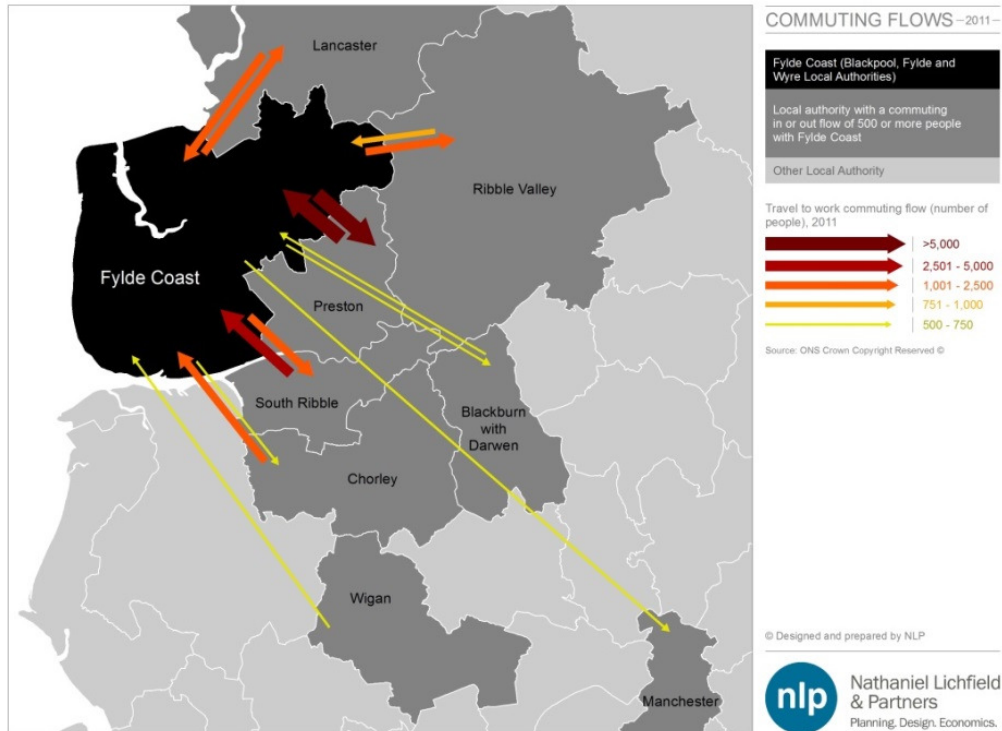 COMMUTING FLOWS –2011–
Fylde Coast (Blackpool, Fylde and
Wyre Local Authorities)
Local authority with a commuting
in or out flow of 500 or more people
with Fylde Coast
Other Local Authority
Travel to work commuting flow (number of
people), 2011
>5,000
2,501 - 5,000
1,001 - 2,500
751 - 1,000
500 - 750
Source: ONS Crown Copyright Reserved ©
Lancaster
Ribble Valley
Fylde Coast
Preston
South Ribble
Blackburn
with
Darwen
Chorley
Wigan
Manchester
© Designed and prepared by NLP
nlp
Nathaniel Lichfield
& Partners
Planning. Design. Economics.